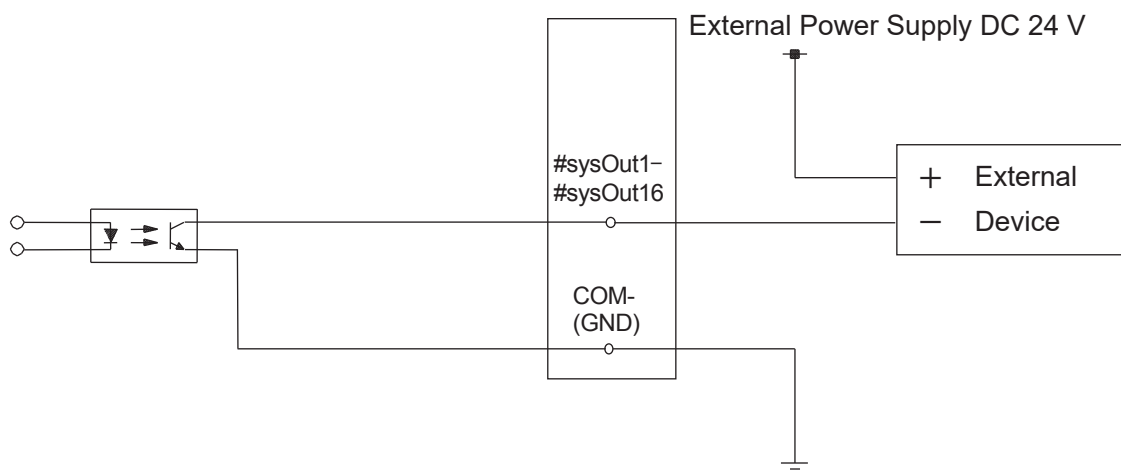 External Power Supply DC 24 V
#sysOut1–
#sysOut16
+ External
− Device
COM-
(GND)